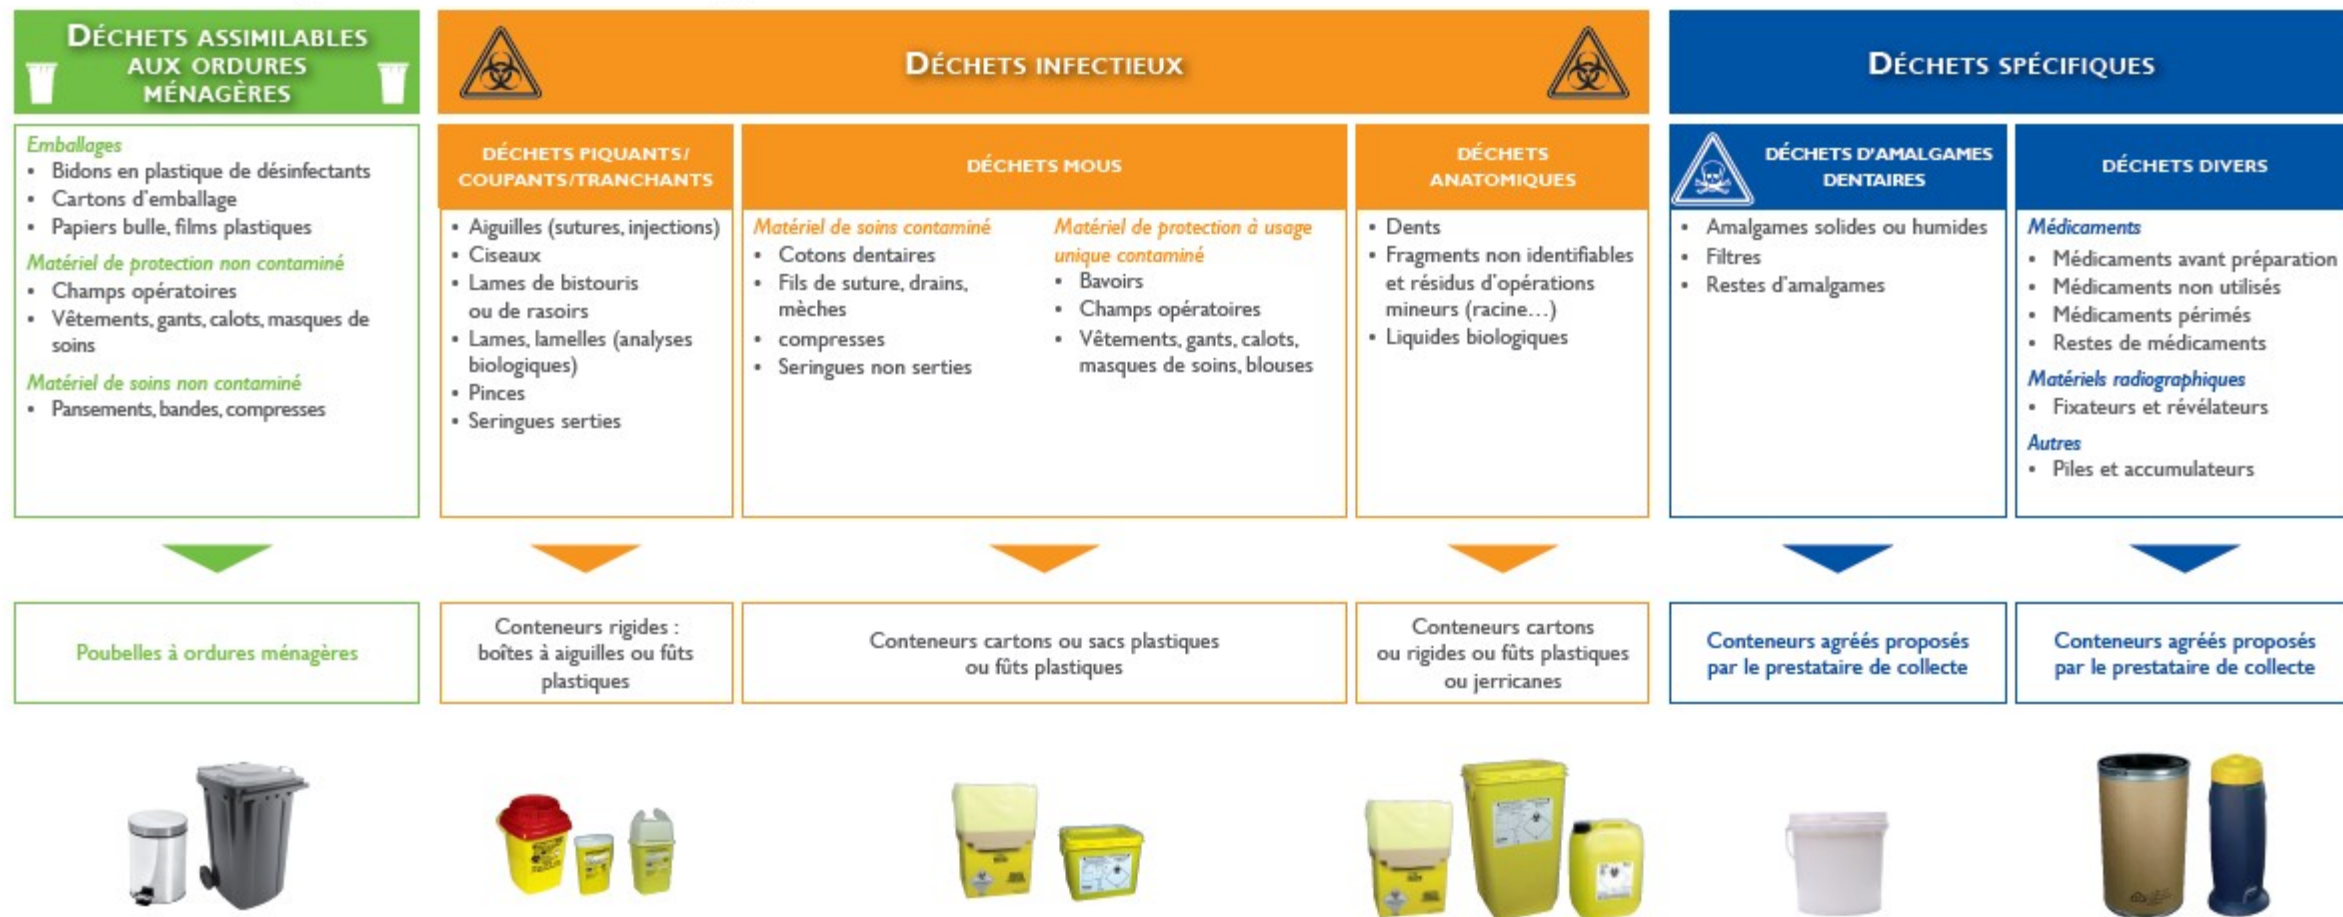 DÉCHETS ASSIMILABLES
AUX ORDURES
MÉNAGÈRES
Emballages
• Bidons en plastique de désinfectants
• Cartons d'emballage
• Papiers bulle, films plastiques
Matériel de protection non contaminé
• Champs opératoires
• Vêtements, gants, calots, masques de
soins
Matériel de soins non contaminé
• Pansements, bandes, compresses
Poubelles à ordures ménagères
DÉCHETS INFECTIEUX
DÉCHETS PIQUANTS/
COUPANTS/TRANCHANTS
• Aiguilles (sutures, injections)
• Ciseaux
• Lames de bistouris
ou de rasoirs
• Lames, lamelles (analyses
biologiques)
• Pinces
• Seringues serties
Conteneurs rigides :
boîtes à aiguilles ou fûts
plastiques
DÉCHETS MOUS
Matériel de soins contaminé
• Cotons dentaires
• Fils de suture, drains,
mèches
• compresses
• Seringues non serties
Matériel de protection à usage
unique contaminé
• Bavoirs
• Champs opératoires
• Vêtements, gants, calots,
masques de soins, blouses
Conteneurs cartons ou sacs plastiques
ou fûts plastiques
DÉCHETS
ANATOMIQUES
• Dents
• Fragments non identifiables
et résidus d'opérations
mineurs (racine...)
• Liquides biologiques
Conteneurs cartons
ou rigides ou fûts plastiques
ou jerricanes
DÉCHETS SPÉCIFIQUES
DÉCHETS D'AMALGAMES
DENTAIRES
• Amalgames solides ou humides
• Filtres
• Restes d'amalgames
Conteneurs agréés proposés
par le prestataire de collecte
DÉCHETS DIVERS
Médicaments
• Médicaments avant préparation
• Médicaments non utilisés
• Médicaments périmés
• Restes de médicaments
Matériels radiographiques
• Fixateurs et révélateurs
Autres
• Piles et accumulateurs
Conteneurs agréés proposés
par le prestataire de collecte